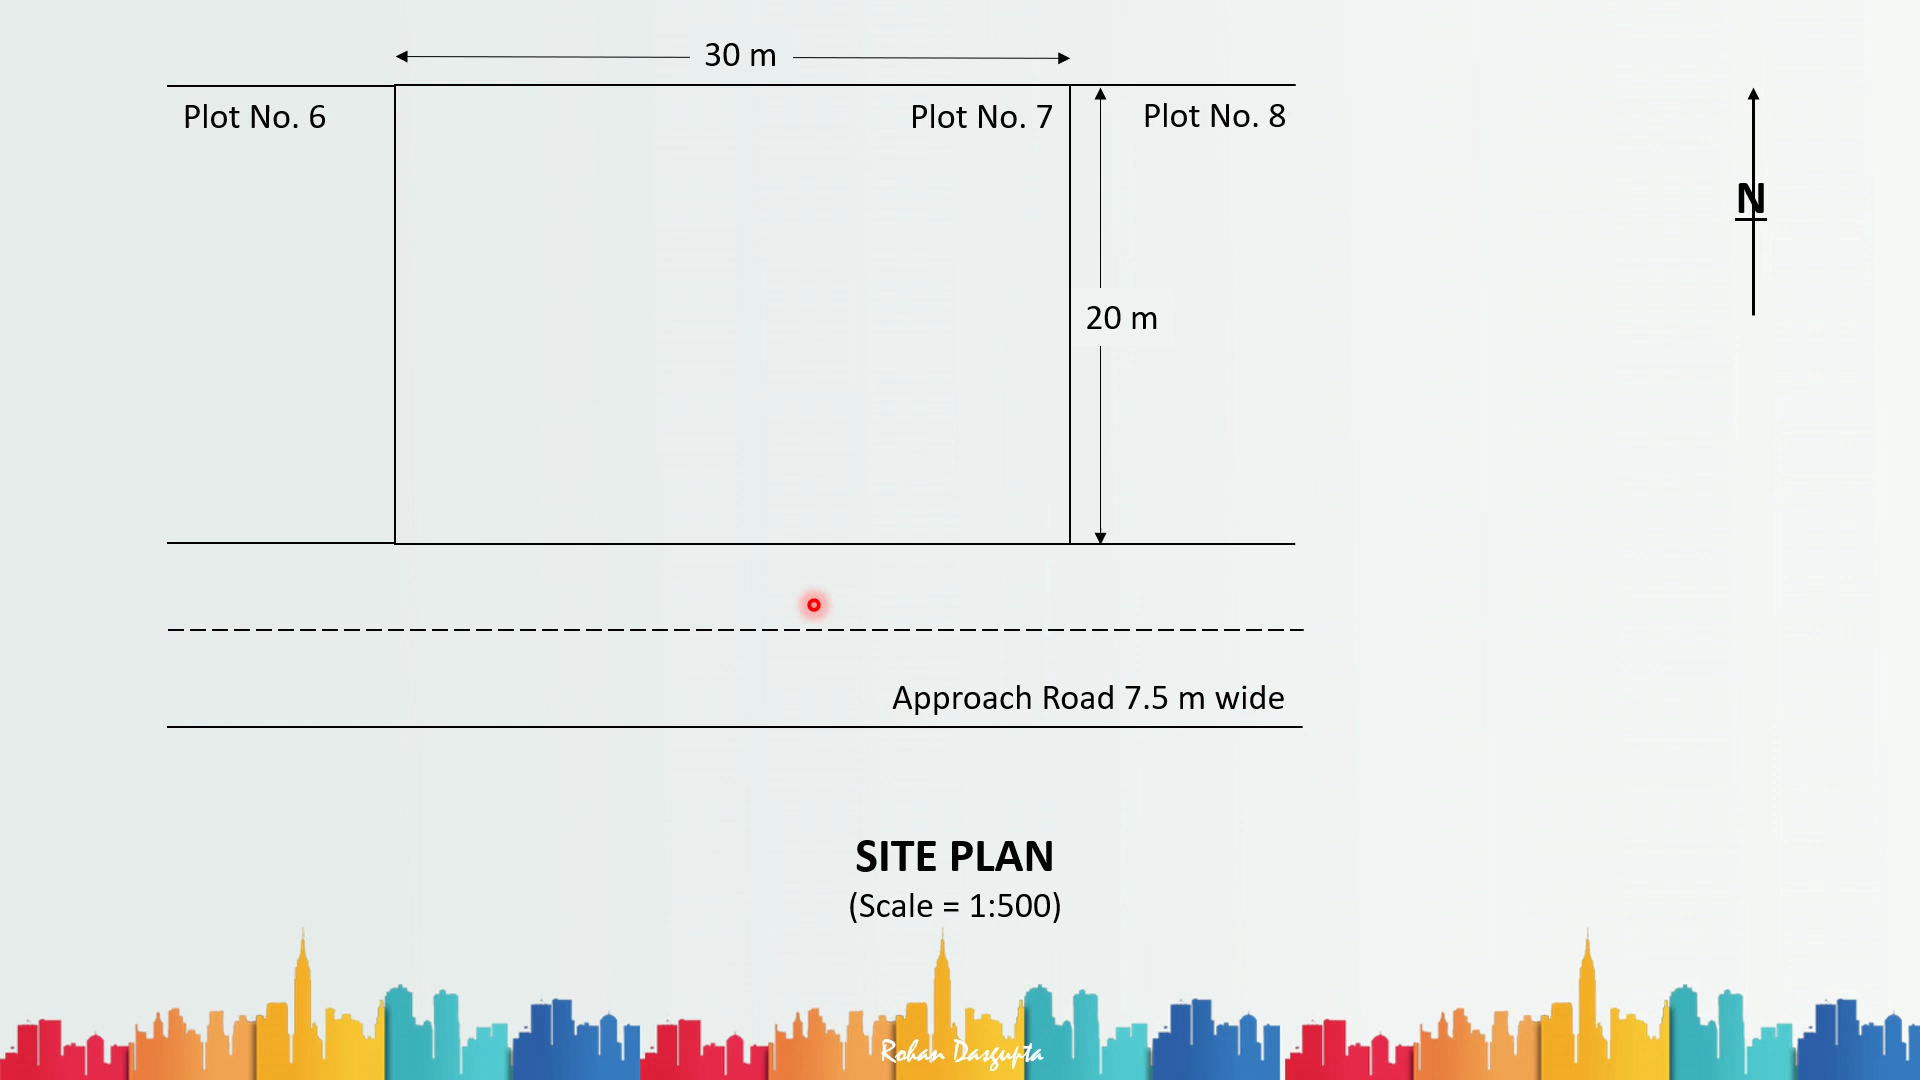 30 m
Plot No. 6
Plot No. 7
Plot No. 8
N
20 m
Approach Road 7.5 m wide
SITE PLAN
(Scale = 1:500)
Rohan Dasgupta